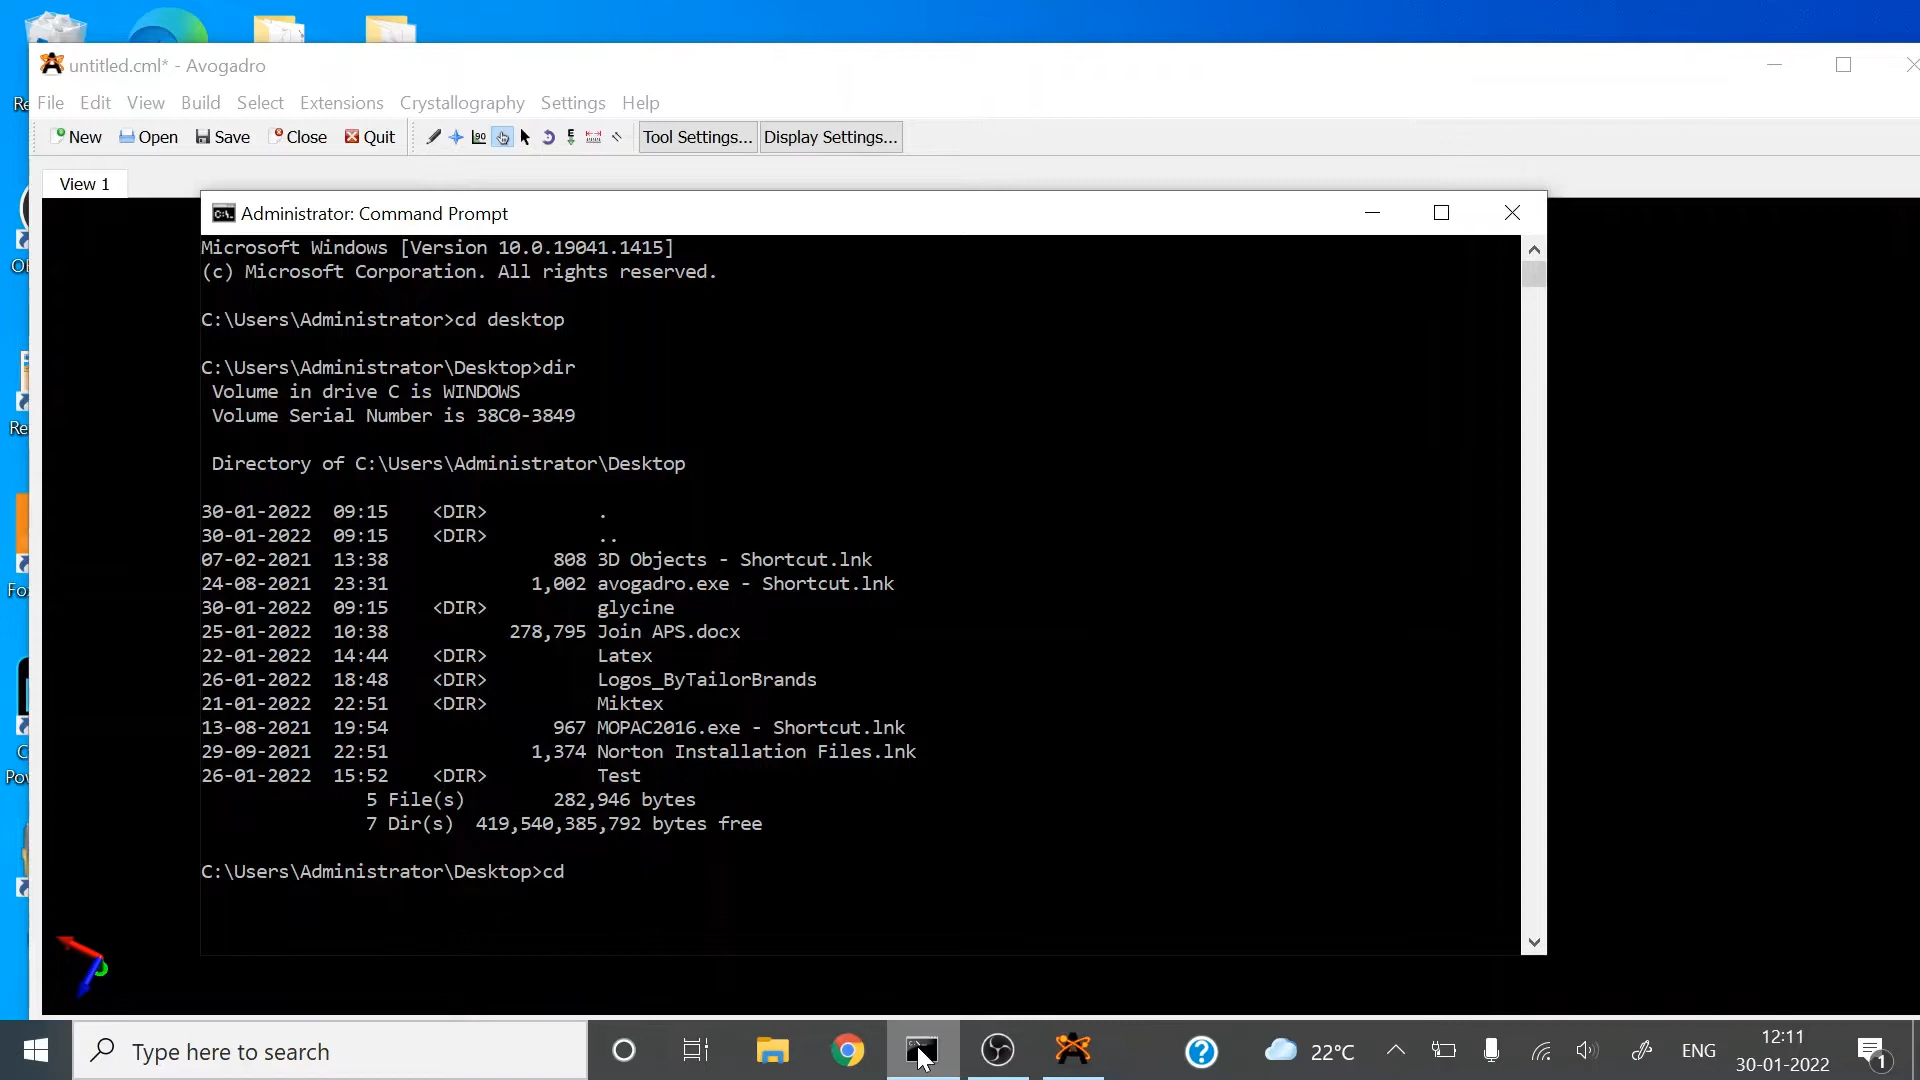 untitled.cml* - Avogadro
File Edit View Build Select Extensions Crystallography Settings Help
New Open Save Close Quit Tool Settings... Display Settings...
View 1
Administrator: Command Prompt
Microsoft Windows [Version 10.0.19041.1415]
(c) Microsoft Corporation. All rights reserved.
C:\Users\Administrator>cd desktop
C:\Users\Administrator\Desktop>dir
Volume in drive C is WINDOWS
Volume Serial Number is 38C0-3849
Directory of C:\Users\Administrator\Desktop
30-01-2022 09:15 <DIR> .
30-01-2022 09:15 <DIR> ..
07-02-2021 13:38 808 3D Objects - Shortcut.lnk
24-08-2021 23:31 1,002 avogadro.exe - Shortcut.lnk
30-01-2022 09:15 <DIR> glycine
25-01-2022 10:38 278,795 Join APS.docx
22-01-2022 14:44 <DIR> Latex
26-01-2022 18:48 <DIR> Logos_ByTailorBrands
21-01-2022 22:51 <DIR> Miktex
13-08-2021 19:54 967 MOPAC2016.exe - Shortcut.lnk
29-09-2021 22:51 1,374 Norton Installation Files.lnk
26-01-2022 15:52 <DIR> Test
5 File(s) 282,946 bytes
7 Dir(s) 419,540,385,792 bytes free
C:\Users\Administrator\Desktop>cd
Type here to search
22°C
ENG
12:11
30-01-2022
1